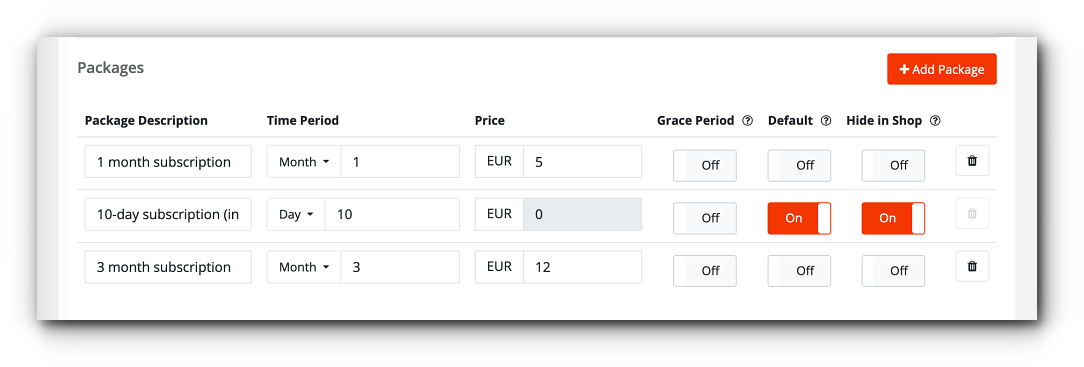 Packages
+ Add Package
Package Description Time Period Price Grace Period ? Default ? Hide in Shop ?
1 month subscription Month 1 EUR 5 Off Off Off
10-day subscription (in Day 10 EUR 0 Off On On
3 month subscription Month 3 EUR 12 Off Off Off